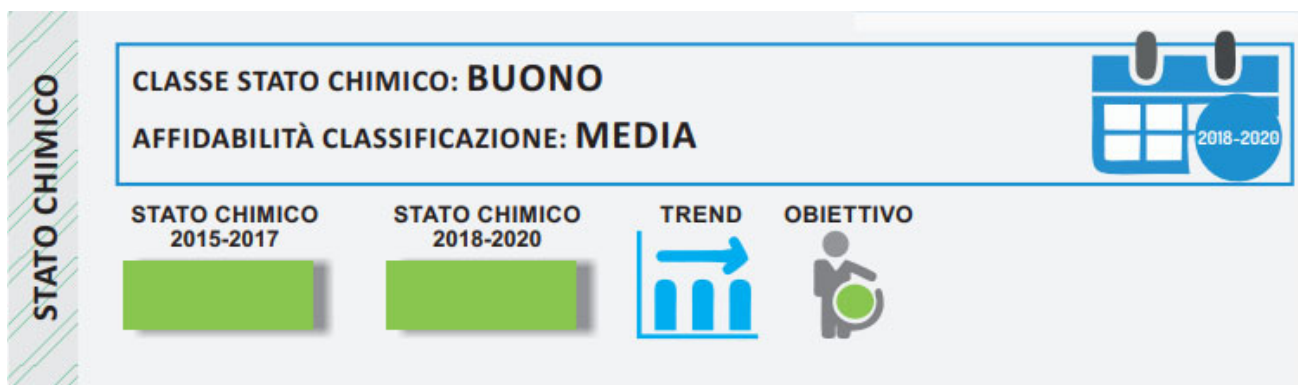 STATO CHIMICO
CLASSE STATO CHIMICO: BUONO
AFFIDABILITÀ CLASSIFICAZIONE: MEDIA
2018-2020
STATO CHIMICO
2015-2017
STATO CHIMICO
2018-2020
TREND
OBIETTIVO